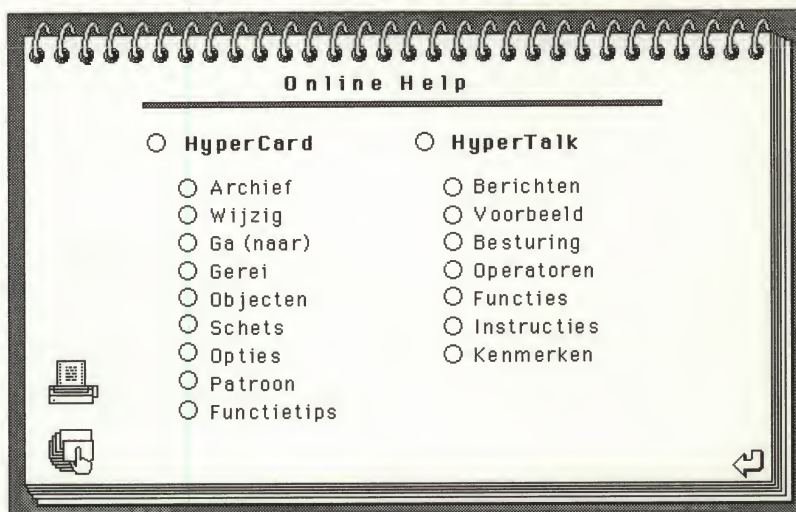 Online Help
HyperCard
Archief
Wijzig
Ga (naar)
Gerei
Objecten
Schets
Opties
Patroon
Functietips
HyperTalk
Berichten
Voorbeeld
Besturing
Operatoren
Functies
Instructies
Kenmerken